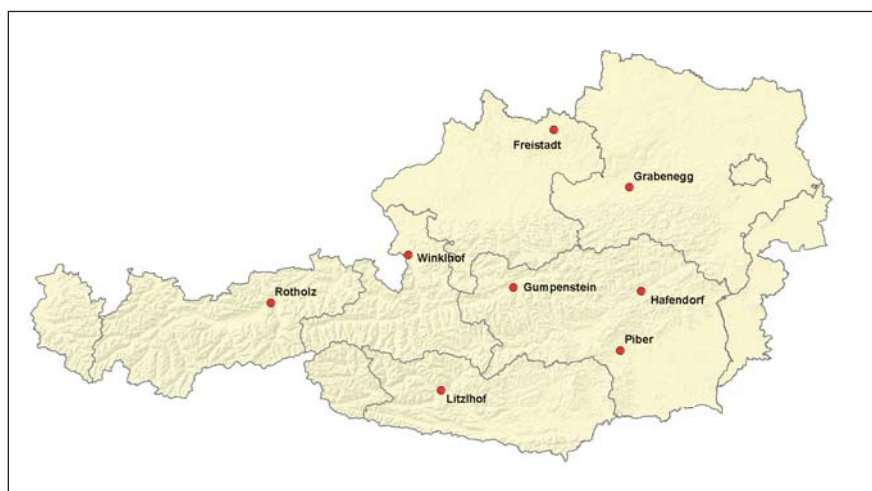 Freistadt
Grabenegg
Winklhof
Gumpenstein
Rotholz
Hafendorf
Piber
Litzlhof